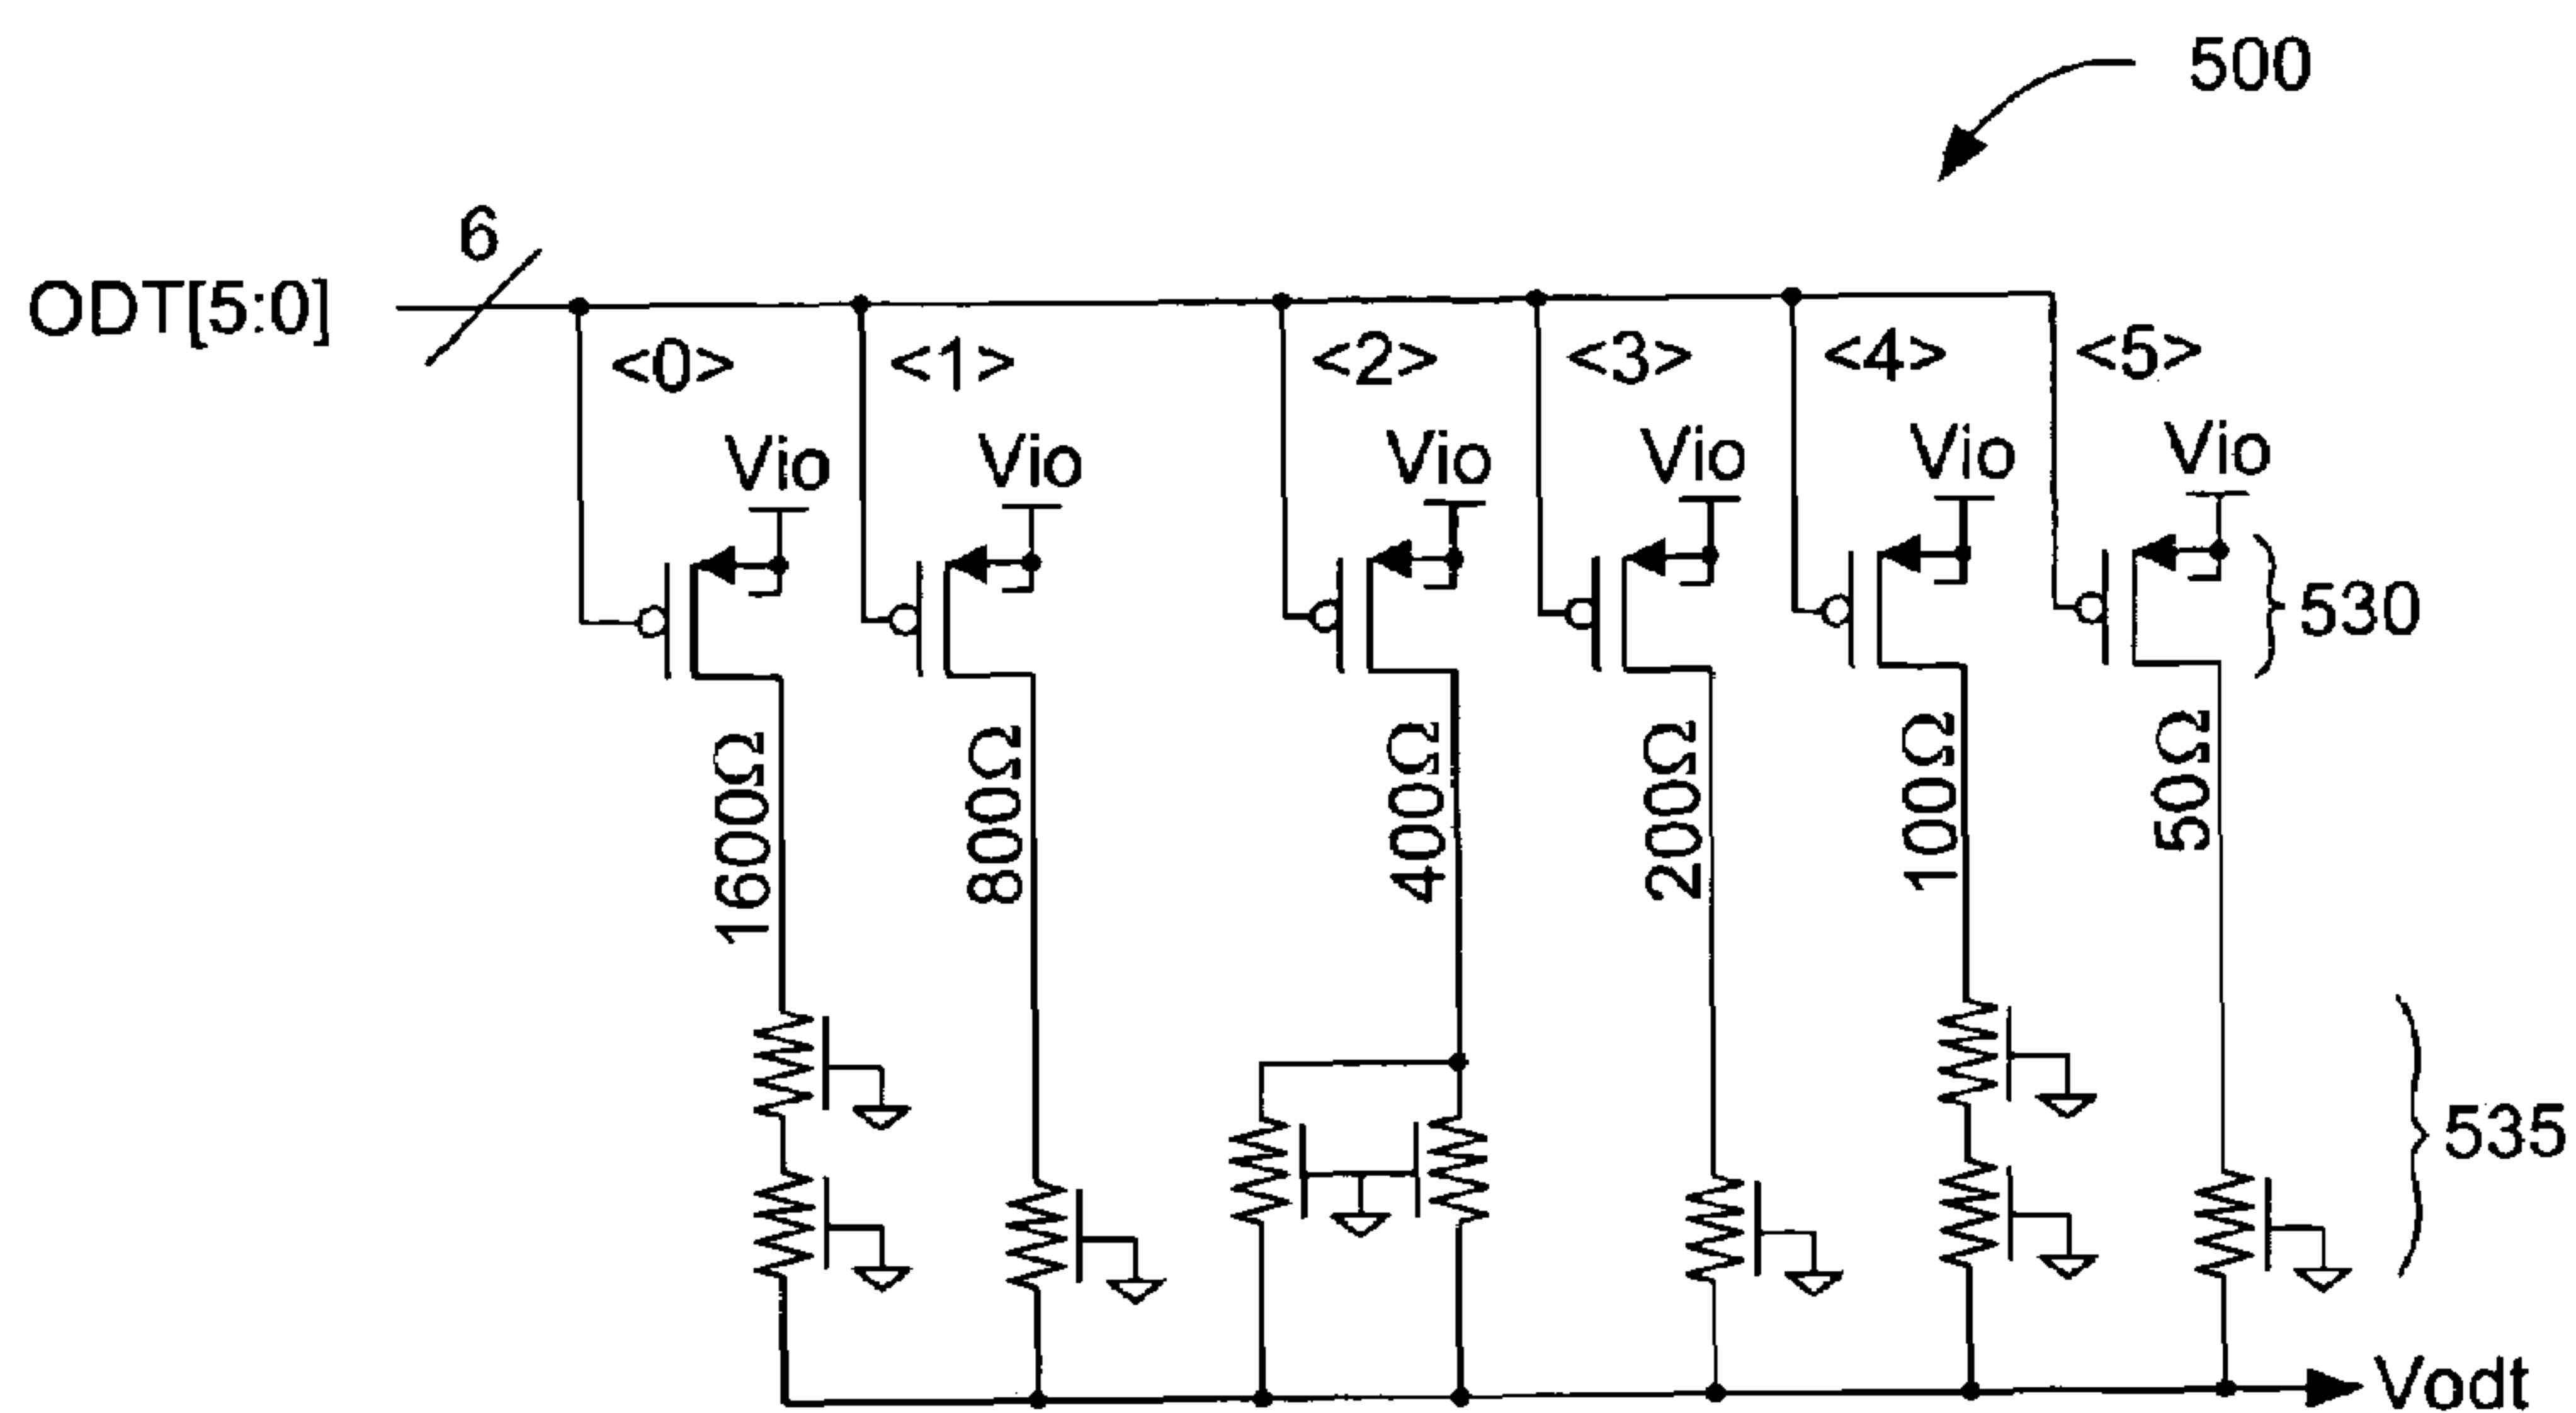 500
6
ODT[5:0]
<0> <1> <2> <3> <4> <5>
Vio Vio Vio Vio Vio Vio
530
1600Ω 800Ω 400Ω 200Ω 100Ω 50Ω
535
Vodt